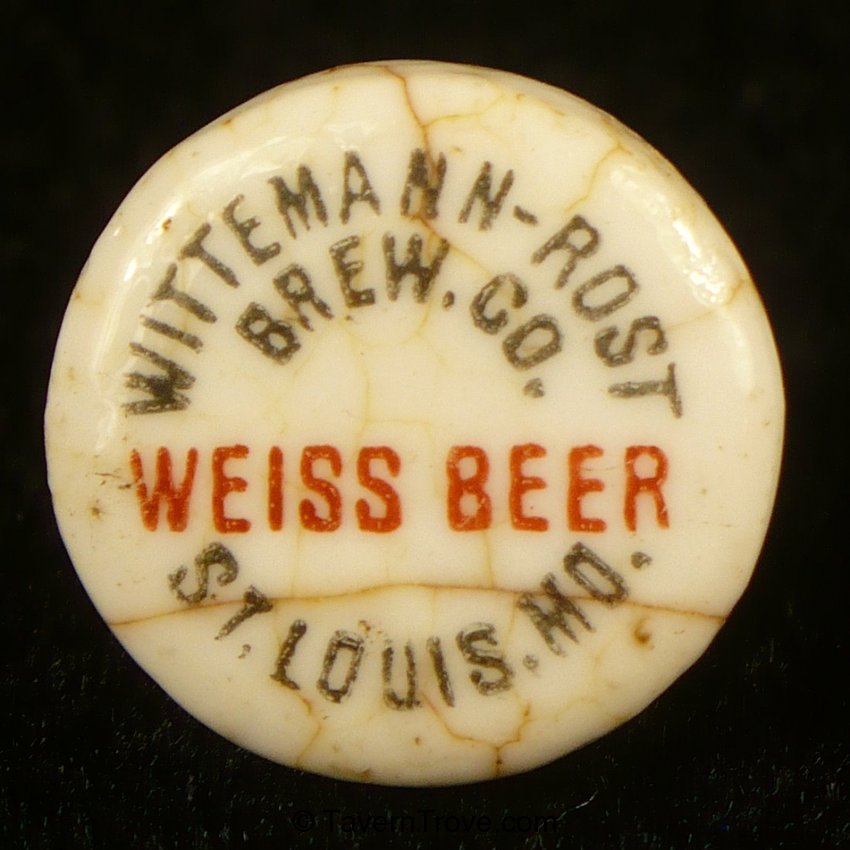 WITTEMANN-ROST
BREW. CO.
WEISS BEER
ST. LOUIS. MO.
© TavernTrove.com